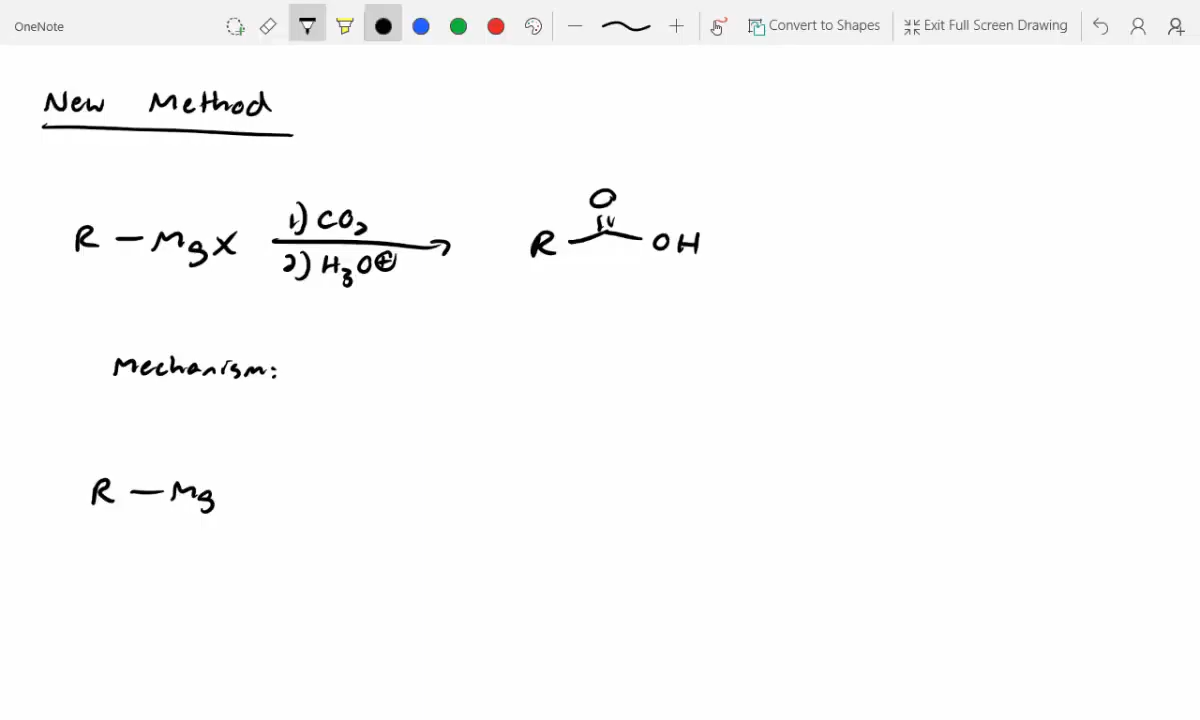 OneNote
Convert to Shapes
Exit Full Screen Drawing
New Method
R — MgX 1) CO₂ 2) H₃O⊕ → R O OH
Mechanism:
R — Mg